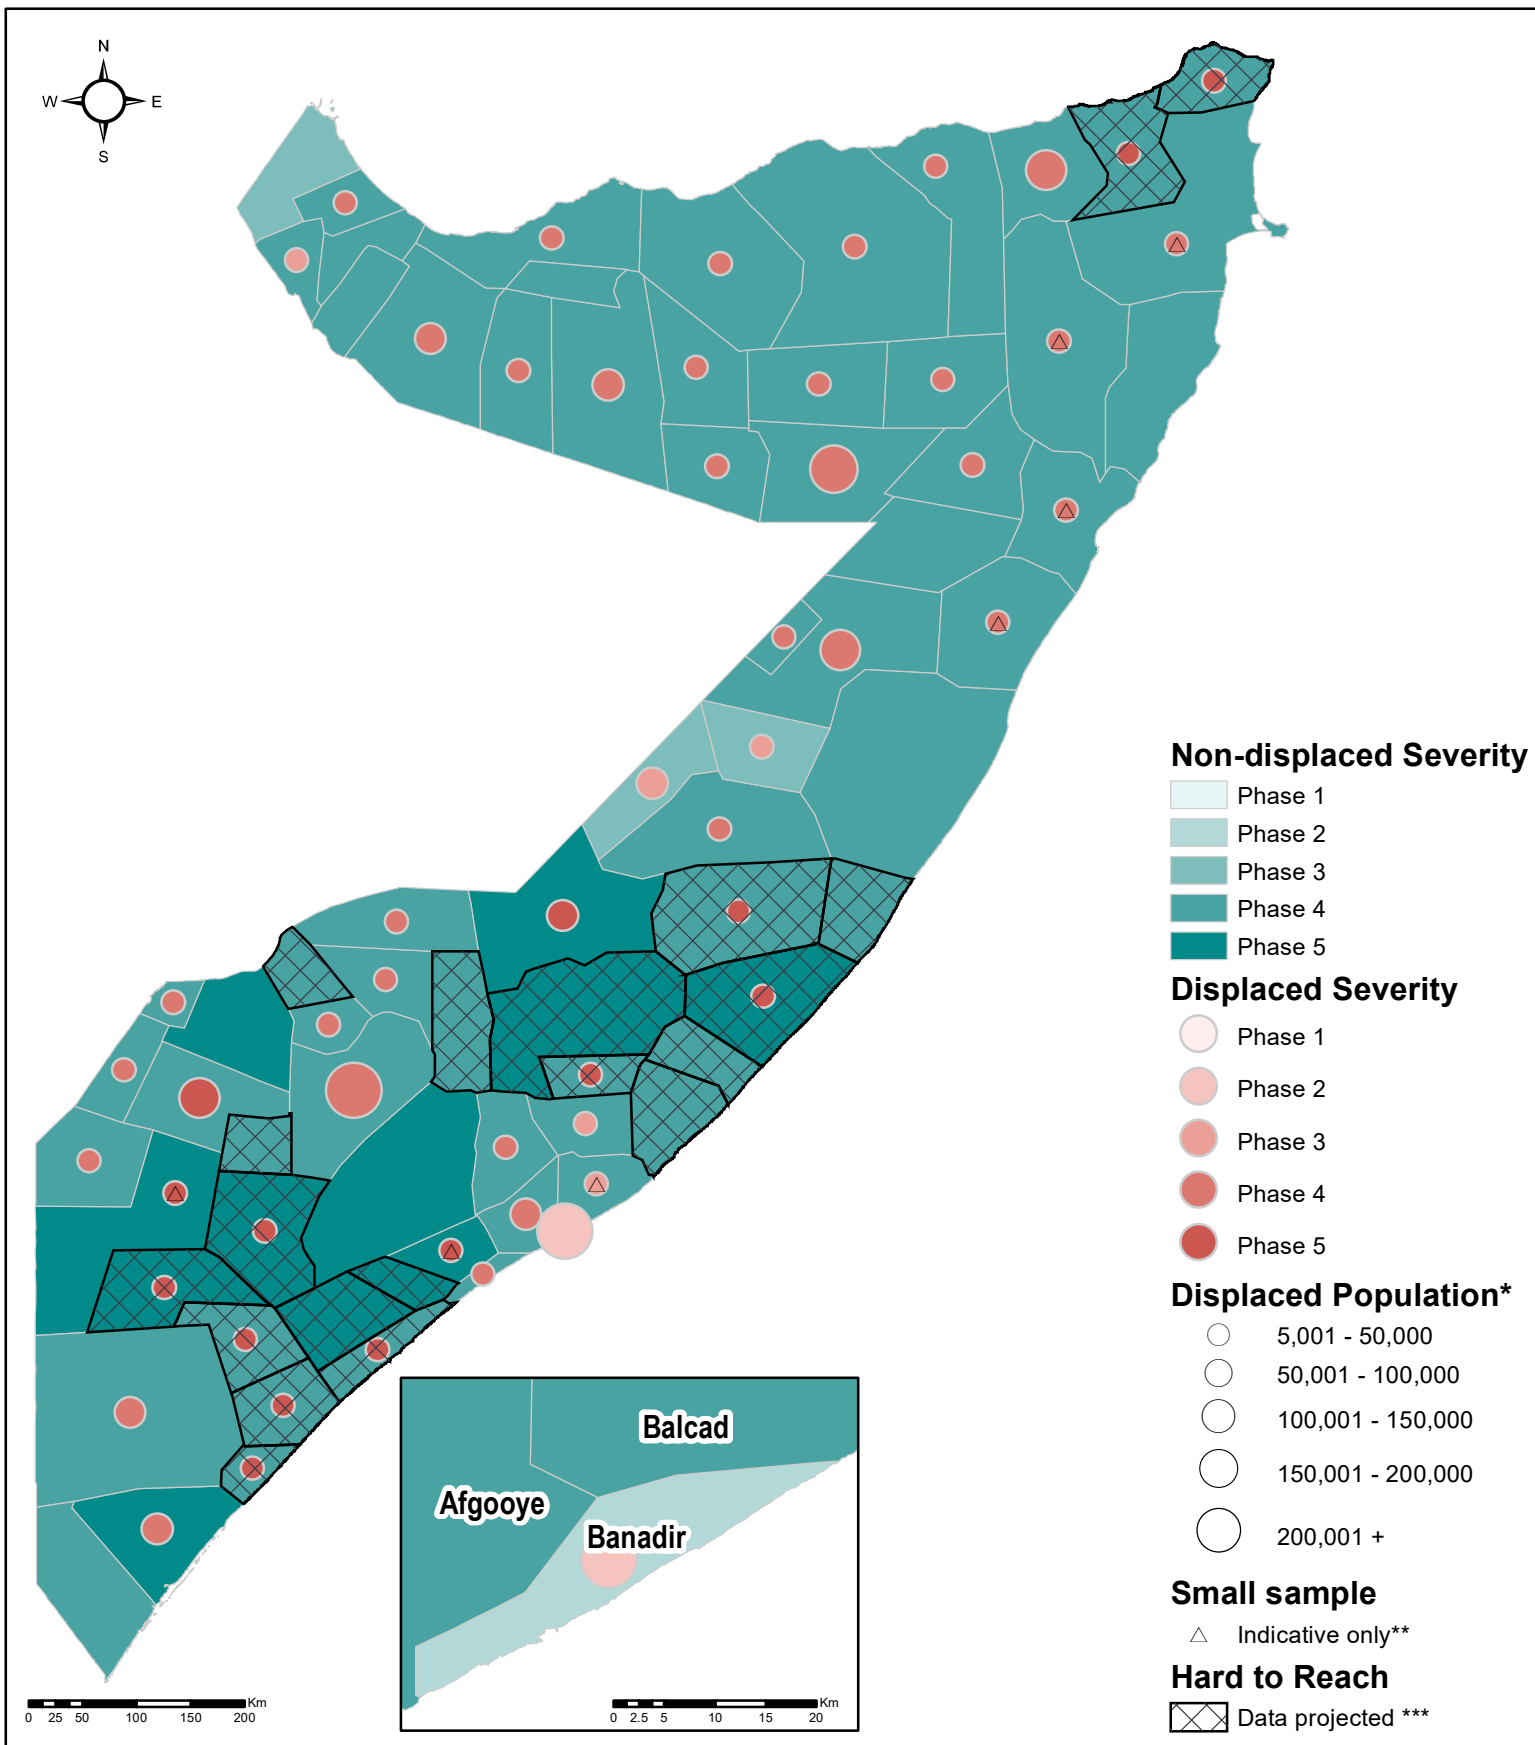 N
W E
S
Non-displaced Severity
Phase 1
Phase 2
Phase 3
Phase 4
Phase 5
Displaced Severity
Phase 1
Phase 2
Phase 3
Phase 4
Phase 5
Displaced Population*
5,001 - 50,000
50,001 - 100,000
100,001 - 150,000
150,001 - 200,000
200,001 +
Small sample
Indicative only**
Hard to Reach
Data projected ***
Balcad
Afgooye
Banadir
Km
0 25 50 100 150 200
Km
0 2.5 5 10 15 20